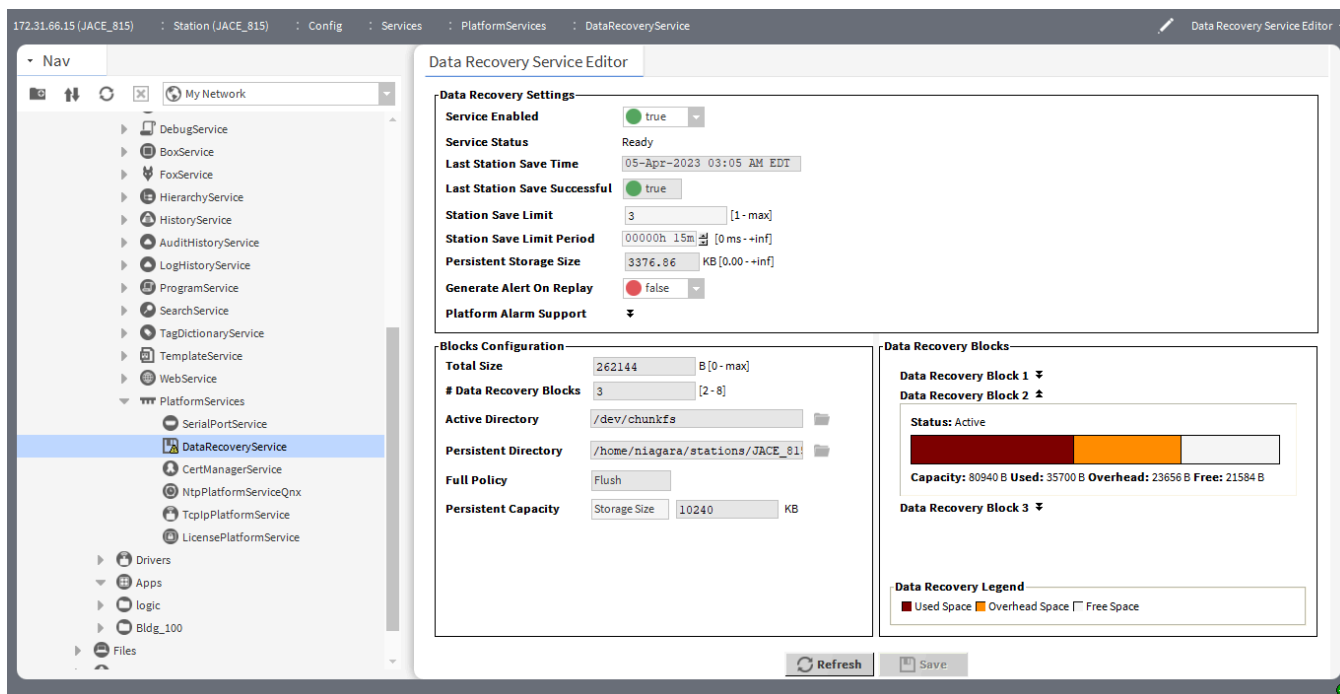 172.31.66.15 (JACE_815) : Station (JACE_815) : Config : Services : PlatformServices : DataRecoveryService Data Recovery Service Editor
Nav
My Network
DebugService
BoxService
FoxService
HierarchyService
HistoryService
AuditHistoryService
LogHistoryService
ProgramService
SearchService
TagDictionaryService
TemplateService
WebService
PlatformServices
SerialPortService
DataRecoveryService
CertManagerService
NtpPlatformServiceQnx
TcpIpPlatformService
LicensePlatformService
Drivers
Apps
logic
Bldg_100
Files
Data Recovery Service Editor
Data Recovery Settings
Service Enabled true
Service Status Ready
Last Station Save Time 05-Apr-2023 03:05 AM EDT
Last Station Save Successful true
Station Save Limit 3 [1 - max]
Station Save Limit Period 00000h 15m [0 ms - +inf]
Persistent Storage Size 3376.86 KB [0.00 - +inf]
Generate Alert On Replay false
Platform Alarm Support
Blocks Configuration
Total Size 262144 B [0 - max]
# Data Recovery Blocks 3 [2 - 8]
Active Directory /dev/chunkfs
Persistent Directory /home/niagara/stations/JACE_81
Full Policy Flush
Persistent Capacity Storage Size 10240 KB
Data Recovery Blocks
Data Recovery Block 1
Data Recovery Block 2
Status: Active
Capacity: 80940 B Used: 35700 B Overhead: 23656 B Free: 21584 B
Data Recovery Block 3
Data Recovery Legend
Used Space Overhead Space Free Space
Refresh Save